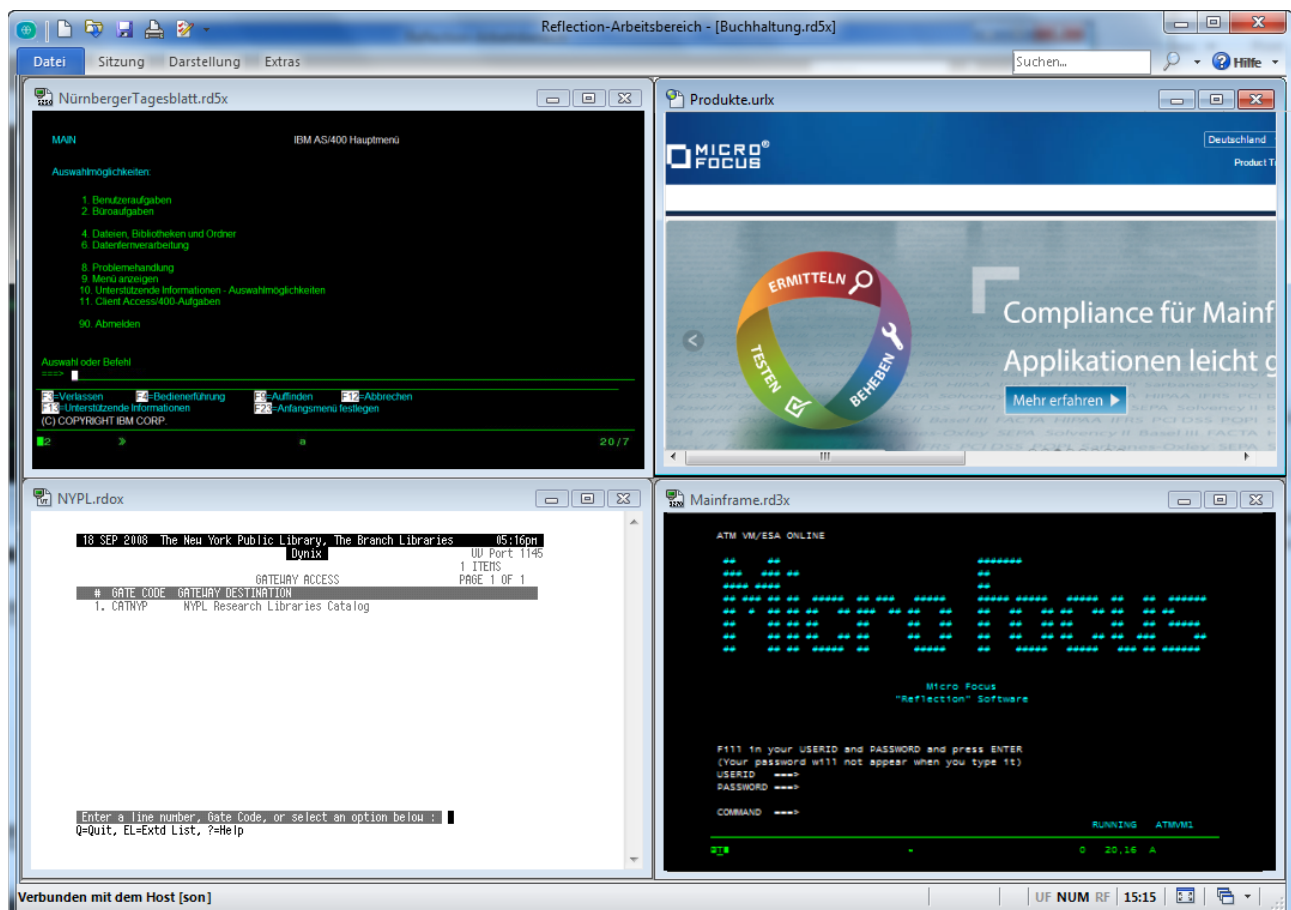 Reflection-Arbeitsbereich - [Buchhaltung.rd5x]
Datei Sitzung Darstellung Extras Suchen... Hilfe
NürnbergerTagesblatt.rd5x
MAIN IBM AS/400 Hauptmenü
Auswahlmöglichkeiten:
1. Benutzeraufgaben
2. Büroaufgaben
4. Dateien, Bibliotheken und Ordner
6. Datenfernverarbeitung
8. Problemehandlung
9. Menü anzeigen
10. Unterstützende Informationen - Auswahlmöglichkeiten
11. Client Access/400-Aufgaben
90. Abmelden
Auswahl oder Befehl
===>
F3=Verlassen F4=Bedienerführung F9=Auffinden F12=Abbrechen
F13=Unterstützende Informationen F23=Anfangsmenü festlegen
(C) COPYRIGHT IBM CORP.
2 a 20/7
Produkte.urlx
MICRO FOCUS®
Deutschland
Product
ERMITTELN
BEHEBEN
TESTEN
Compliance für Mainf
Applikationen leicht g
Mehr erfahren
NYPL.rdox
18 SEP 2008 The New York Public Library, The Branch Libraries 05:16pm
Dynix UV Port 1145
1 ITEMS
GATEWAY ACCESS PAGE 1 OF 1
# GATE CODE GATEWAY DESTINATION
1. CATNYP NYPL Research Libraries Catalog
Enter a line number, Gate Code, or select an option below :
Q=Quit, EL=Extd List, ?=Help
Mainframe.rd3x
ATM VM/ESA ONLINE
Micro Focus
Micro Focus
"Reflection" Software
Fill in your USERID and PASSWORD and press ENTER
(Your password will not appear when you type it)
USERID ===>
PASSWORD ===>
COMMAND ===>
RUNNING ATMVM1
0 20,16 A
Verbunden mit dem Host [son] UF NUM RF 15:15